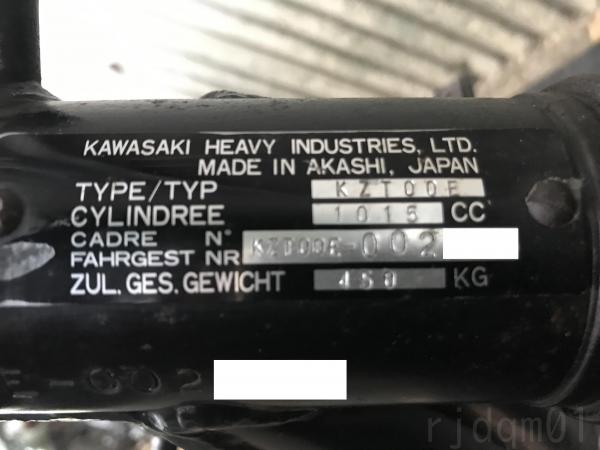 KAWASAKI HEAVY INDUSTRIES, LTD.
MADE IN AKASHI, JAPAN
TYPE/TYP KZT00E
CYLINDREE 1015 CC
CADRE N°
FAHRGEST NR KZT00E-002
ZUL. GES. GEWICHT 450 KG
E-002
rjdqm01